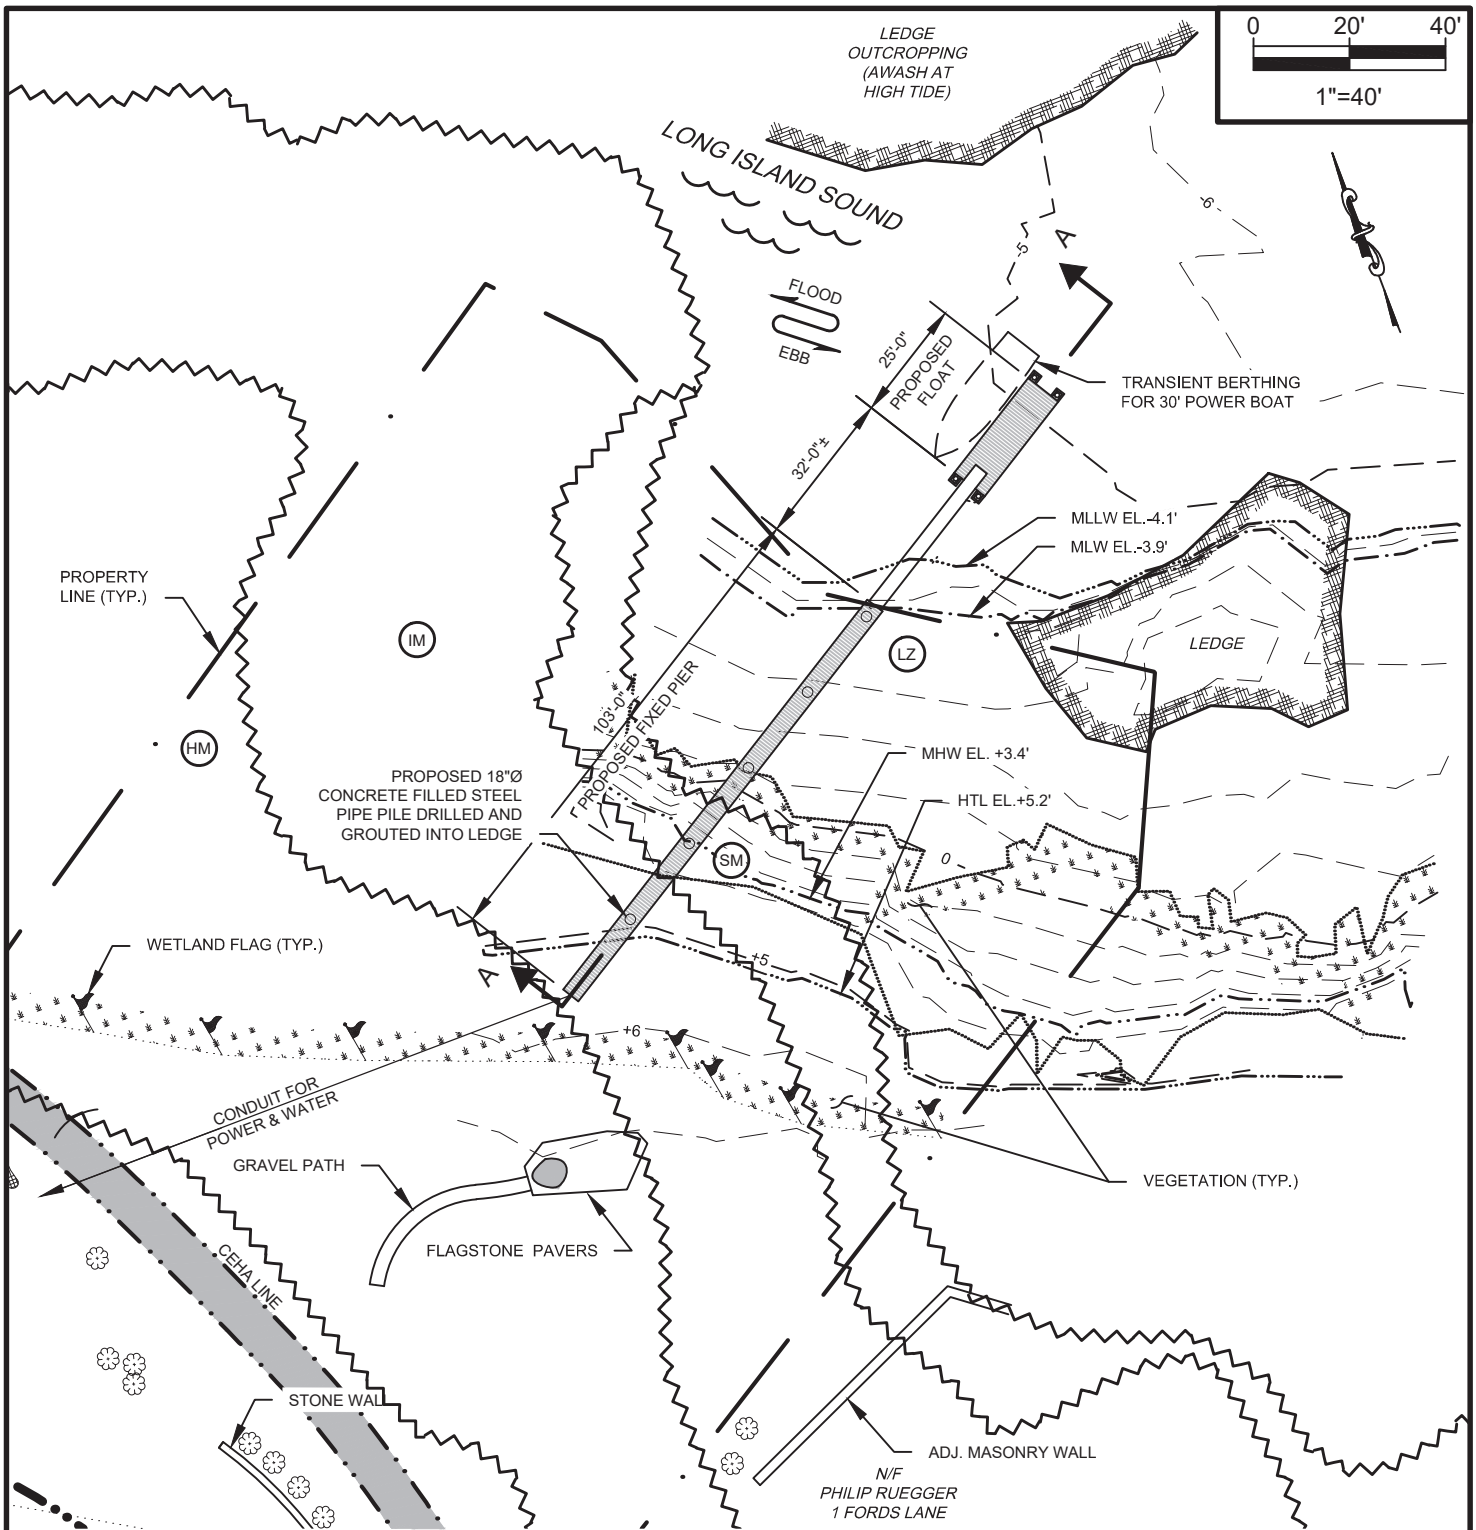 LEDGE
OUTCROPPING
(AWASH AT
HIGH TIDE)
0 20' 40'
1"=40'
LONG ISLAND SOUND
-6
-5
A
FLOOD
EBB
25'-0"
PROPOSED
FLOAT
TRANSIENT BERTHING
FOR 30' POWER BOAT
32'-0"±
MLLW EL.-4.1'
MLW EL.-3.9'
PROPERTY
LINE (TYP.)
IM
LZ
LEDGE
103'-0"
PROPOSED FIXED PIER
HM
MHW EL. +3.4'
PROPOSED 18"Ø
CONCRETE FILLED STEEL
PIPE PILE DRILLED AND
GROUTED INTO LEDGE
HTL EL.+5.2'
SM
0
WETLAND FLAG (TYP.)
+5
A
+6
CONDUIT FOR
POWER & WATER
GRAVEL PATH
VEGETATION (TYP.)
FLAGSTONE PAVERS
CEHA LINE
STONE WALL
ADJ. MASONRY WALL
N/F
PHILIP RUEGGER
1 FORDS LANE